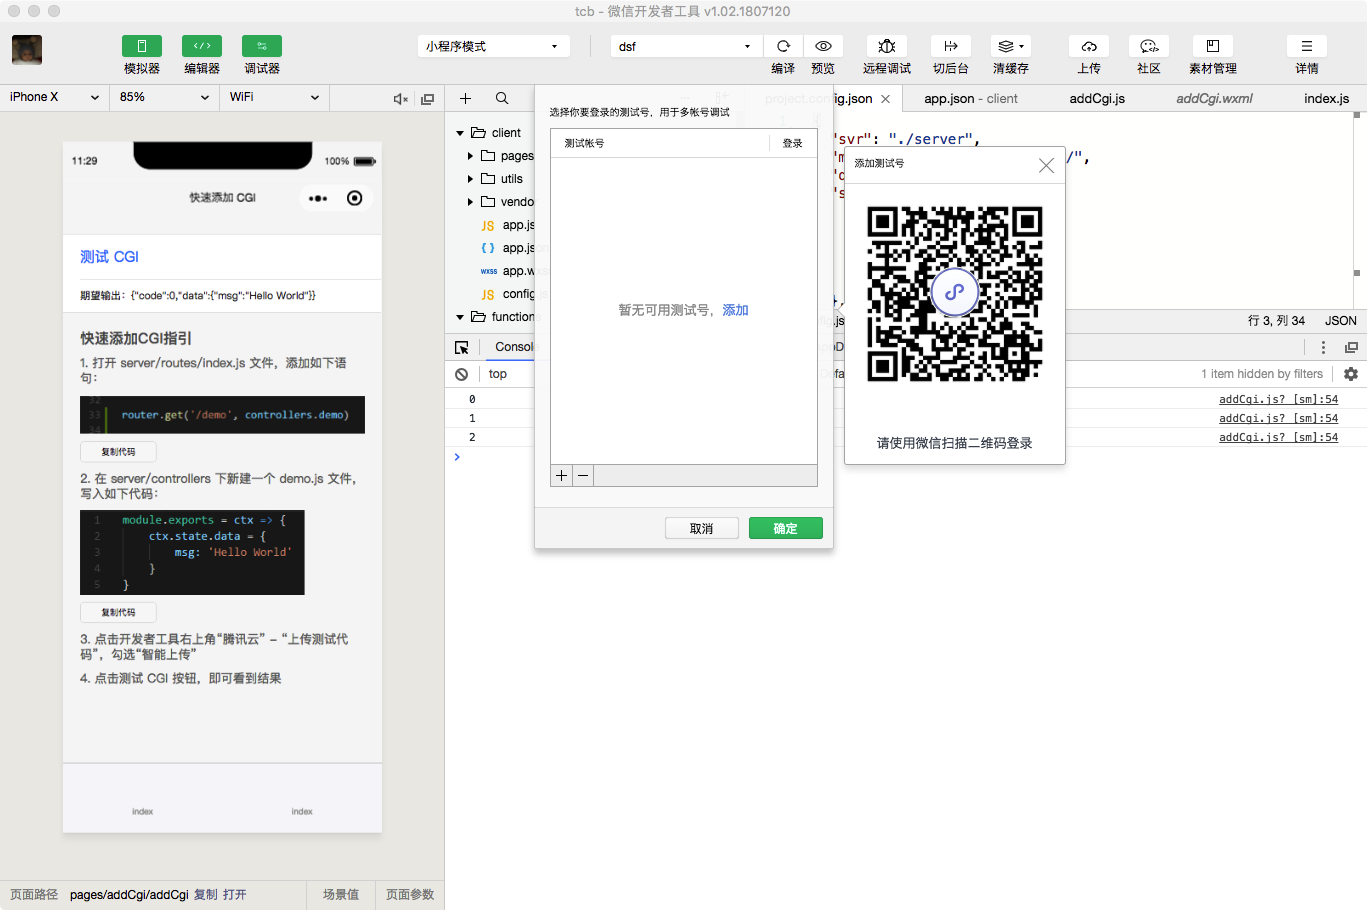 tcb - 微信开发者工具 v1.02.1807120
模拟器
编辑器
调试器
小程序模式
dsf
编译
预览
远程调试
切后台
清缓存
上传
社区
素材管理
详情
iPhone X
85%
WiFi
project.config.json
app.json - client
addCgi.js
addCgi.wxml
index.js
11:29
100%
快速添加 CGI
测试 CGI
期望输出：{"code":0,"data":{"msg":"Hello World"}}
快速添加CGI指引
1. 打开 server/routes/index.js 文件，添加如下语
句：
32
33 router.get('/demo', controllers.demo)
34
复制代码
2. 在 server/controllers 下新建一个 demo.js 文件，
写入如下代码：
1 module.exports = ctx => {
2 ctx.state.data = {
3 msg: 'Hello World'
4 }
5 }
复制代码
3. 点击开发者工具右上角“腾讯云” - “上传测试代
码”，勾选“智能上传”
4. 点击测试 CGI 按钮，即可看到结果
index
index
页面路径 pages/addCgi/addCgi 复制 打开
场景值
页面参数
client
pages
utils
vendo
JS app.js
{ } app.js
wxss app.wx
JS config
function
选择你要登录的测试号，用于多帐号调试
测试帐号
登录
暂无可用测试号，添加
取消
确定
1 {
"svr": "./server",
/",
添加测试号
请使用微信扫描二维码登录
行 3, 列 34
JSON
Consol
top
1 item hidden by filters
0 addCgi.js? [sm]:54
1 addCgi.js? [sm]:54
2 addCgi.js? [sm]:54